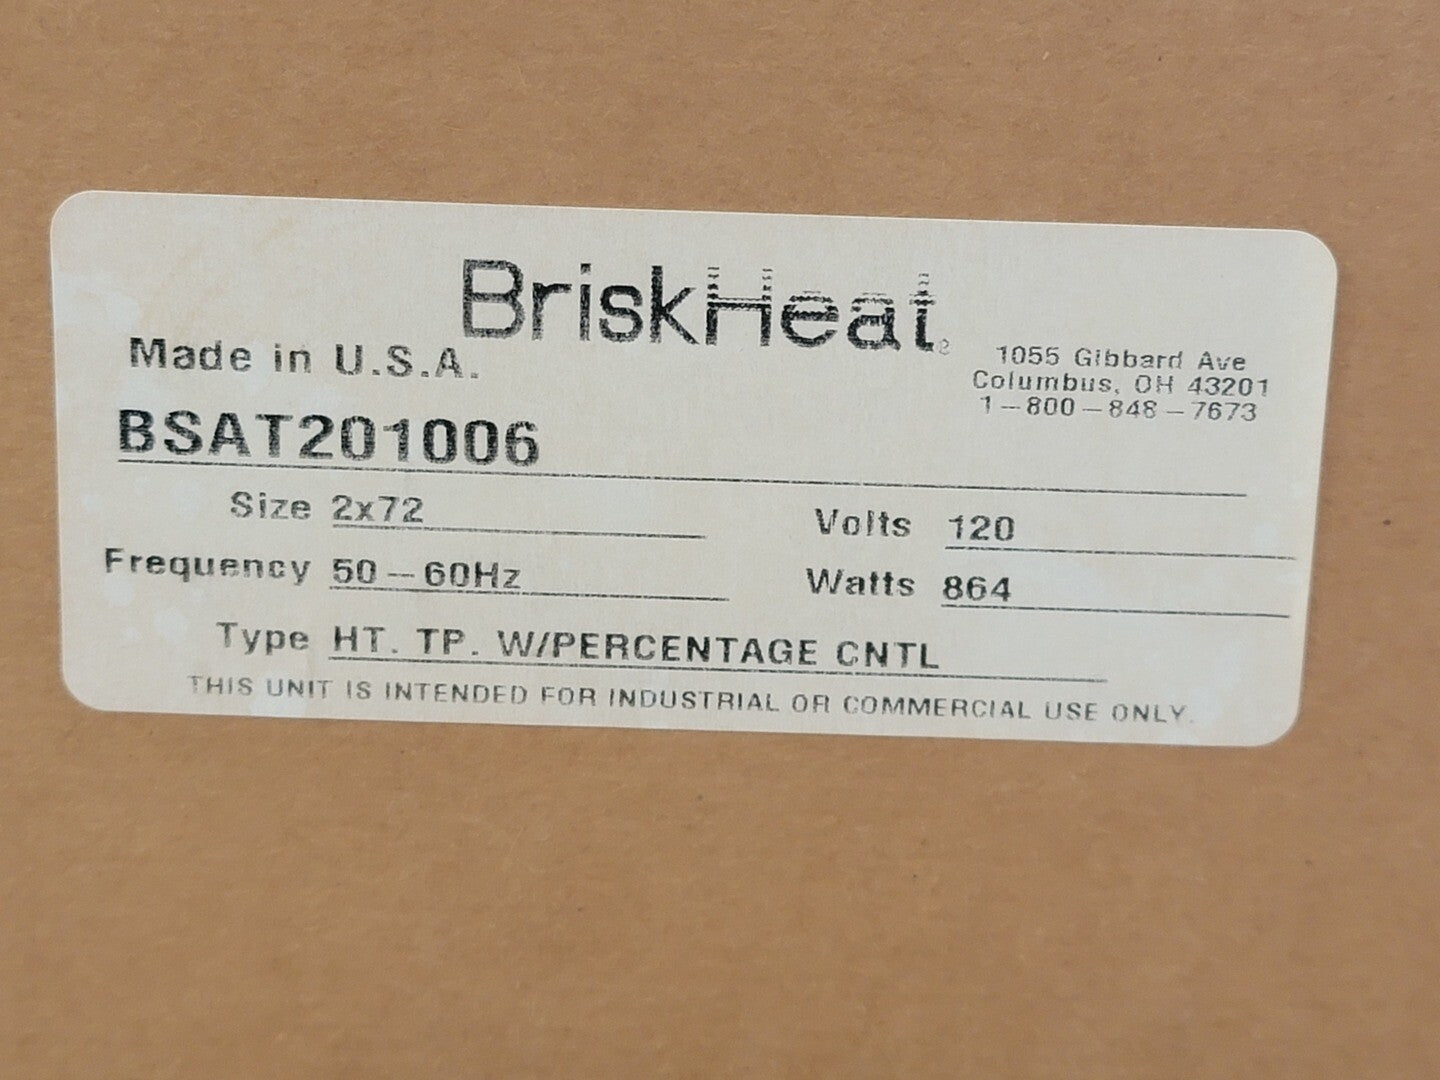 BriskHeat®
Made in U.S.A.
1055 Gibbard Ave
Columbus, OH 43201
1-800-848-7673
BSAT201006
Size 2x72
Volts 120
Frequency 50-60Hz
Watts 864
Type HT. TP. W/PERCENTAGE CNTL
THIS UNIT IS INTENDED FOR INDUSTRIAL OR COMMERCIAL USE ONLY.